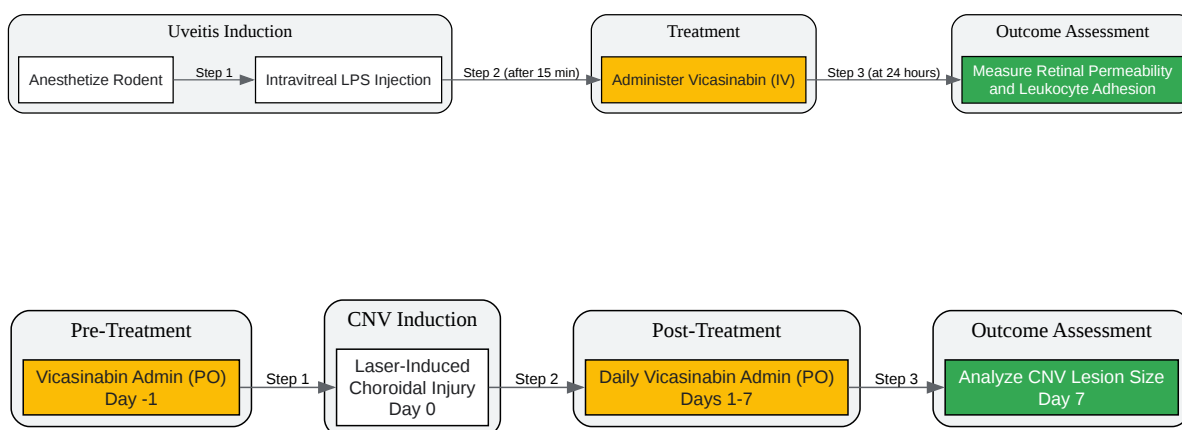 Uveitis Induction
Anesthetize Rodent
Step 1
Intravitreal LPS Injection
Step 2 (after 15 min)
Treatment
Administer Vicasinabin (IV)
Step 3 (at 24 hours)
Outcome Assessment
Measure Retinal Permeability
and Leukocyte Adhesion
Pre-Treatment
Vicasinabin Admin (PO)
Day -1
Step 1
CNV Induction
Laser-Induced
Choroidal Injury
Day 0
Step 2
Post-Treatment
Daily Vicasinabin Admin (PO)
Days 1-7
Step 3
Outcome Assessment
Analyze CNV Lesion Size
Day 7